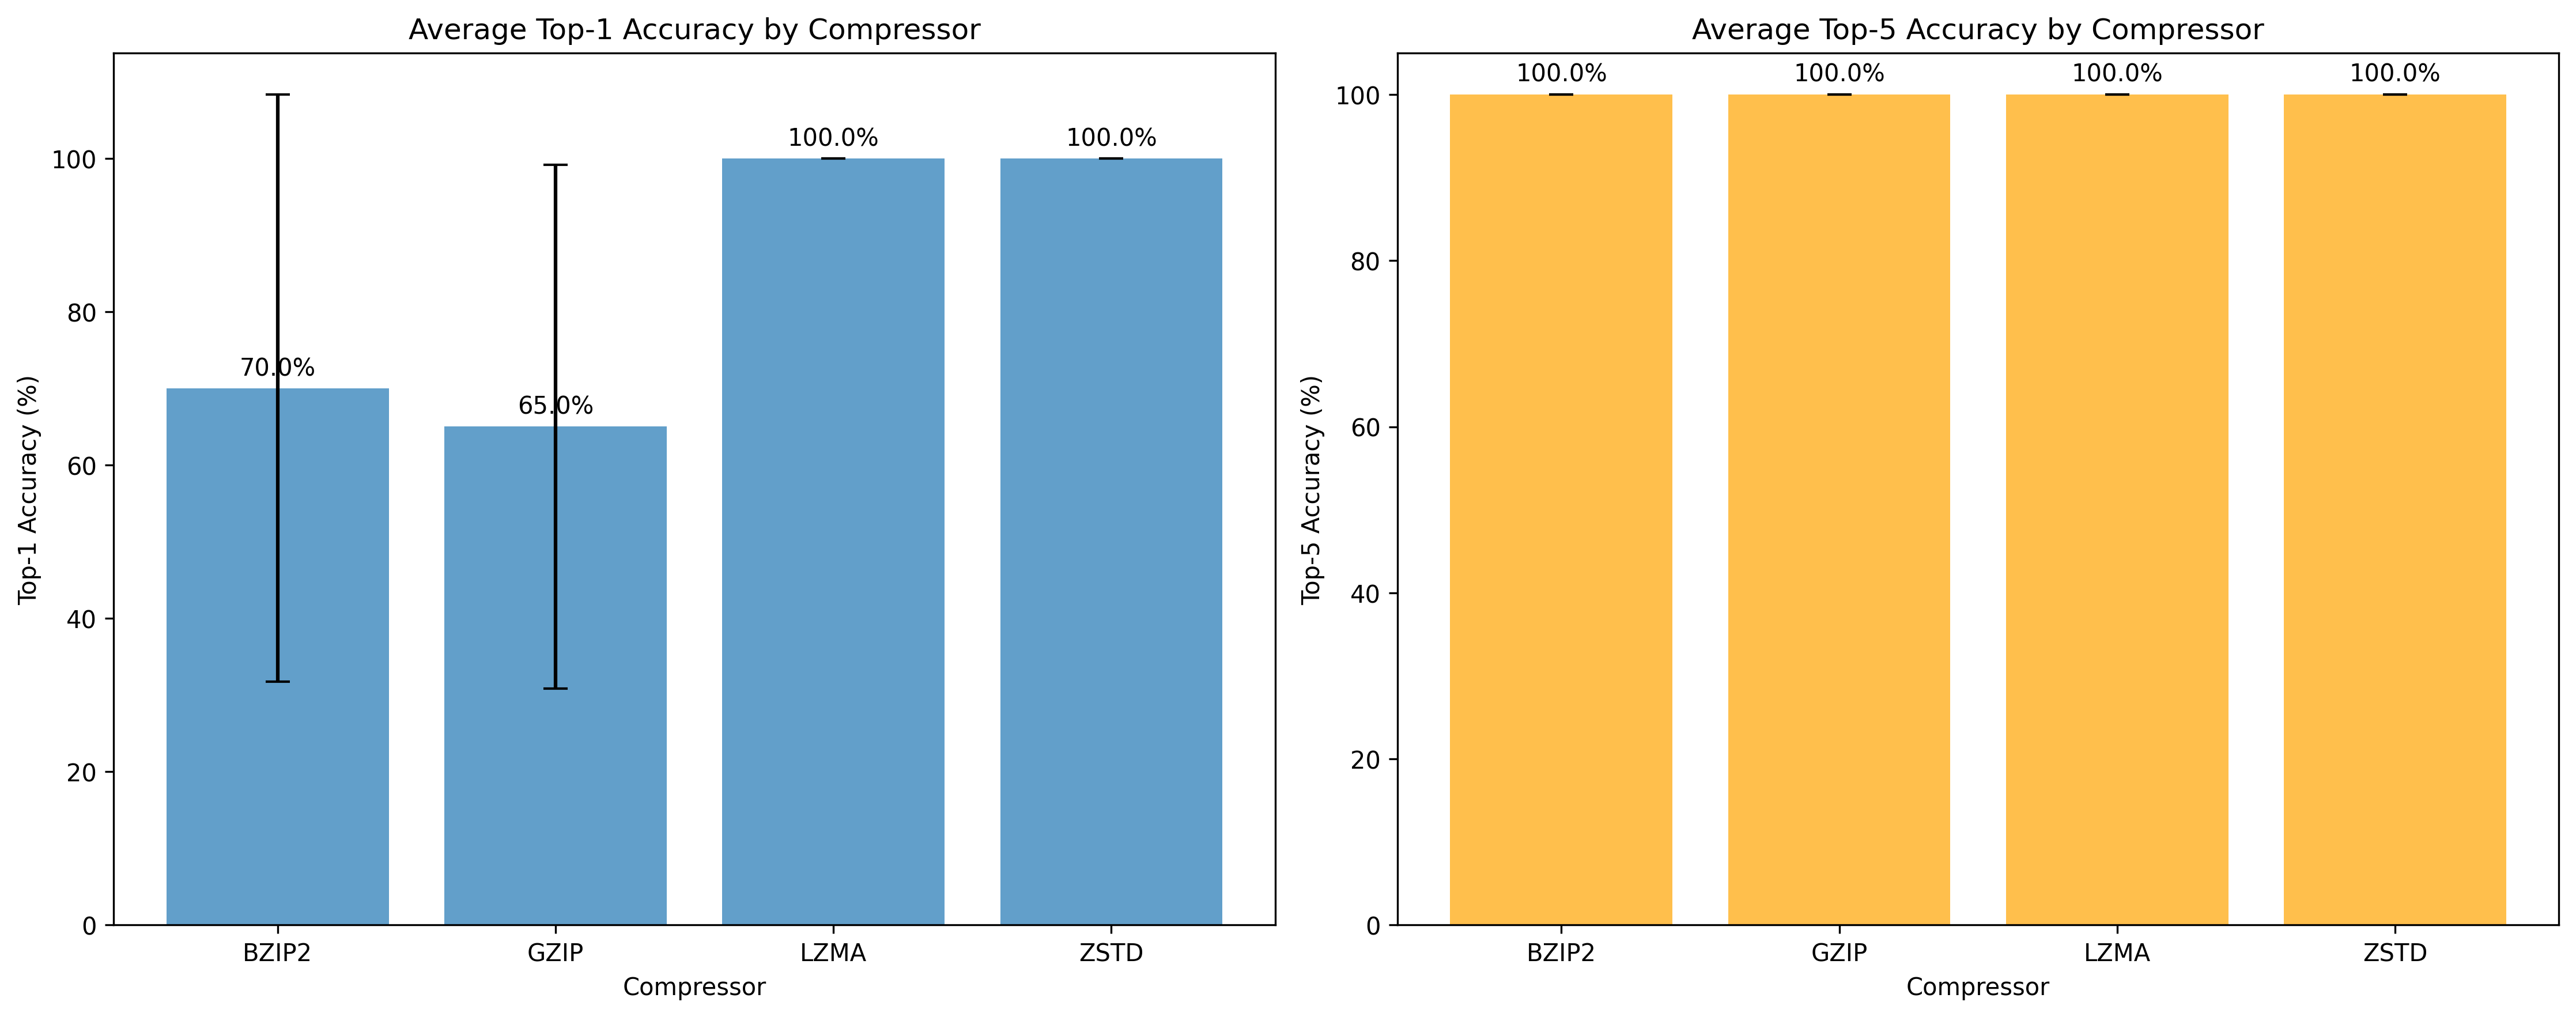 Average Top-1 Accuracy by Compressor
Top-1 Accuracy (%)
100
80
60
40
20
0
70.0%
65.0%
100.0%
100.0%
BZIP2
GZIP
LZMA
ZSTD
Compressor
Average Top-5 Accuracy by Compressor
Top-5 Accuracy (%)
100
80
60
40
20
0
100.0%
100.0%
100.0%
100.0%
BZIP2
GZIP
LZMA
ZSTD
Compressor